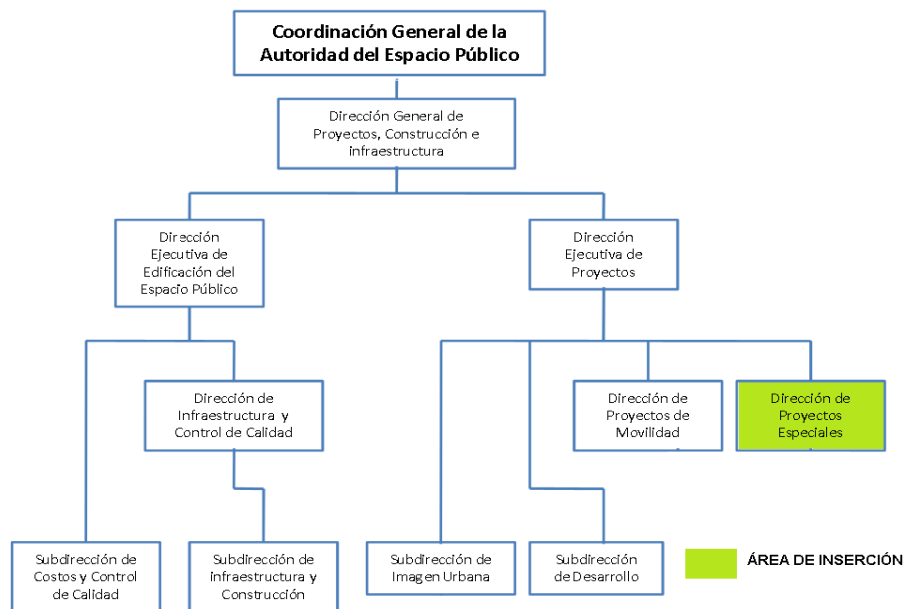 Coordinación General de la
Autoridad del Espacio Público
Dirección General de
Proyectos, Construcción e
infraestructura
Dirección
Ejecutiva de
Edificación del
Espacio Público
Dirección
Ejecutiva de
Proyectos
Dirección de
Infraestructura y
Control de Calidad
Dirección de
Proyectos de
Movilidad
Dirección de
Proyectos
Especiales
Subdirección de
Costos y Control
de Calidad
Subdirección de
infraestructura y
Construcción
Subdirección de
Imagen Urbana
Subdirección
de Desarrollo
ÁREA DE INSERCIÓN